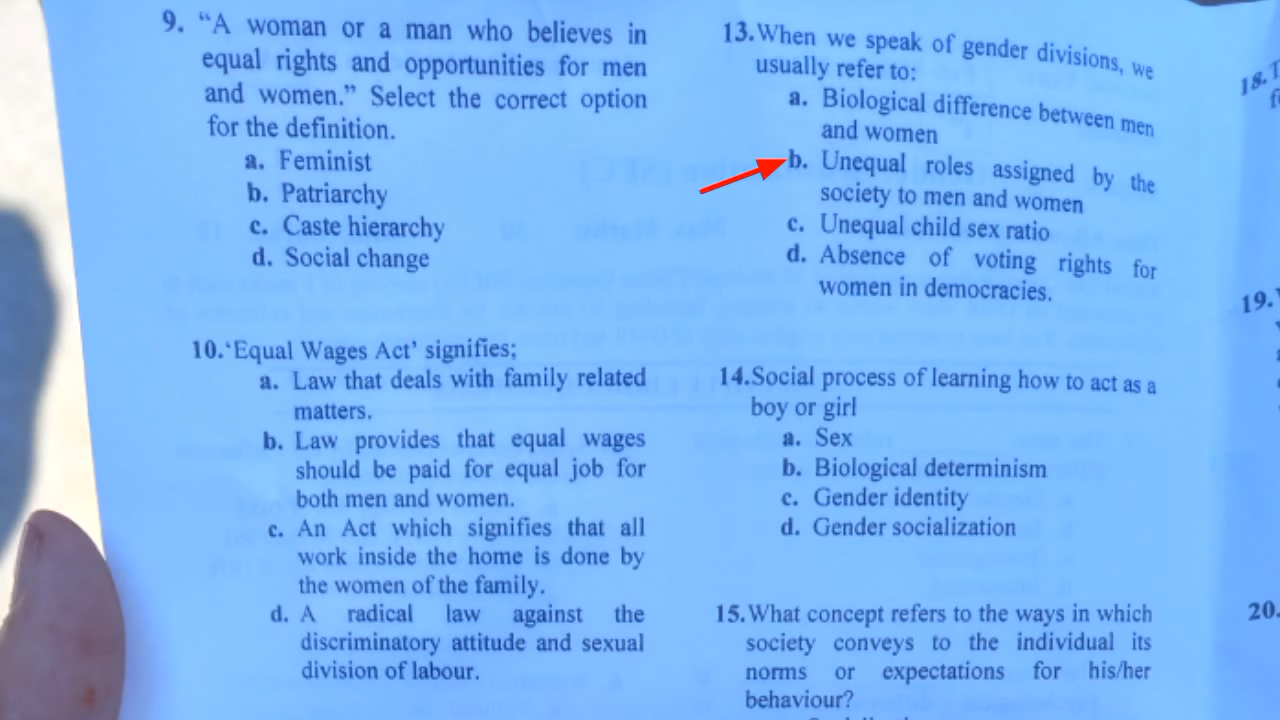 9. “A woman or a man who believes in
equal rights and opportunities for men
and women.” Select the correct option
for the definition.
a. Feminist
b. Patriarchy
c. Caste hierarchy
d. Social change
10.‘Equal Wages Act’ signifies;
a. Law that deals with family related
matters.
b. Law provides that equal wages
should be paid for equal job for
both men and women.
c. An Act which signifies that all
work inside the home is done by
the women of the family.
d. A radical law against the
discriminatory attitude and sexual
division of labour.
13.When we speak of gender divisions, we
usually refer to:
a. Biological difference between men
and women
b. Unequal roles assigned by the
society to men and women
c. Unequal child sex ratio
d. Absence of voting rights for
women in democracies.
14.Social process of learning how to act as a
boy or girl
a. Sex
b. Biological determinism
c. Gender identity
d. Gender socialization
15.What concept refers to the ways in which
society conveys to the individual its
norms or expectations for his/her
behaviour?
18.
19.
20.